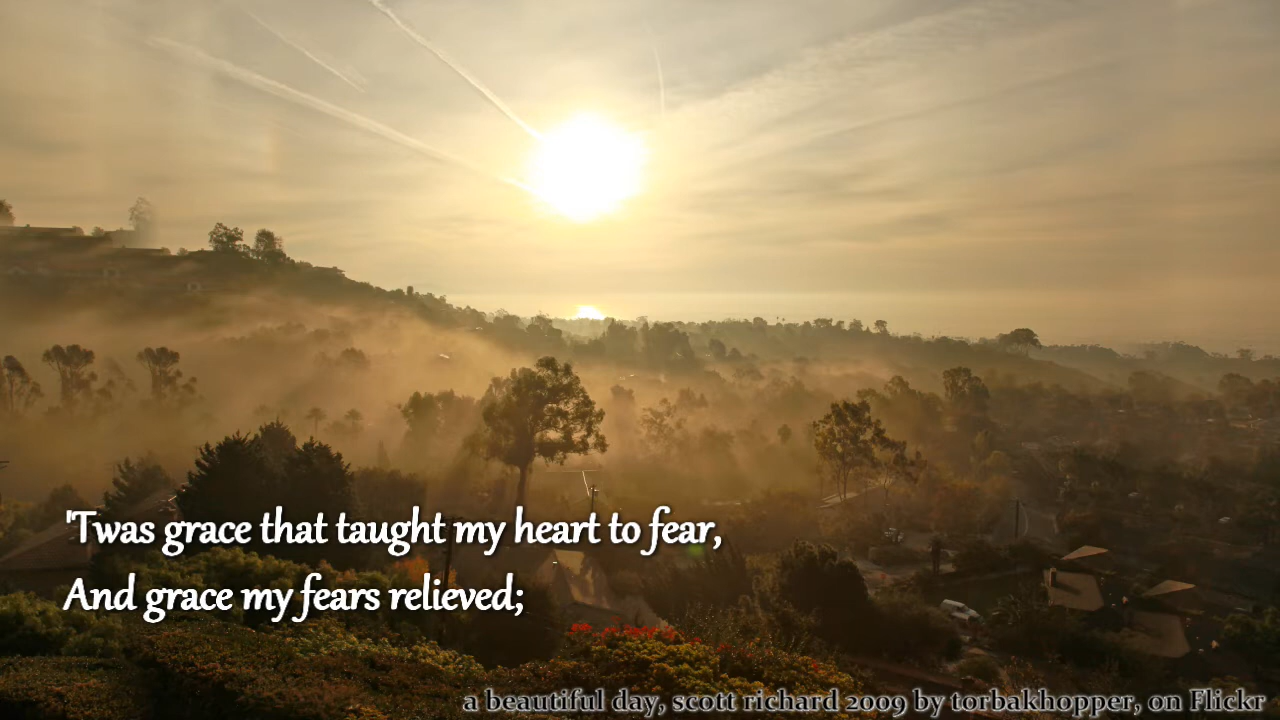 'Twas grace that taught my heart to fear,
And grace my fears relieved;
a beautiful day, scott richard 2009 by torbakhopper, on Flickr